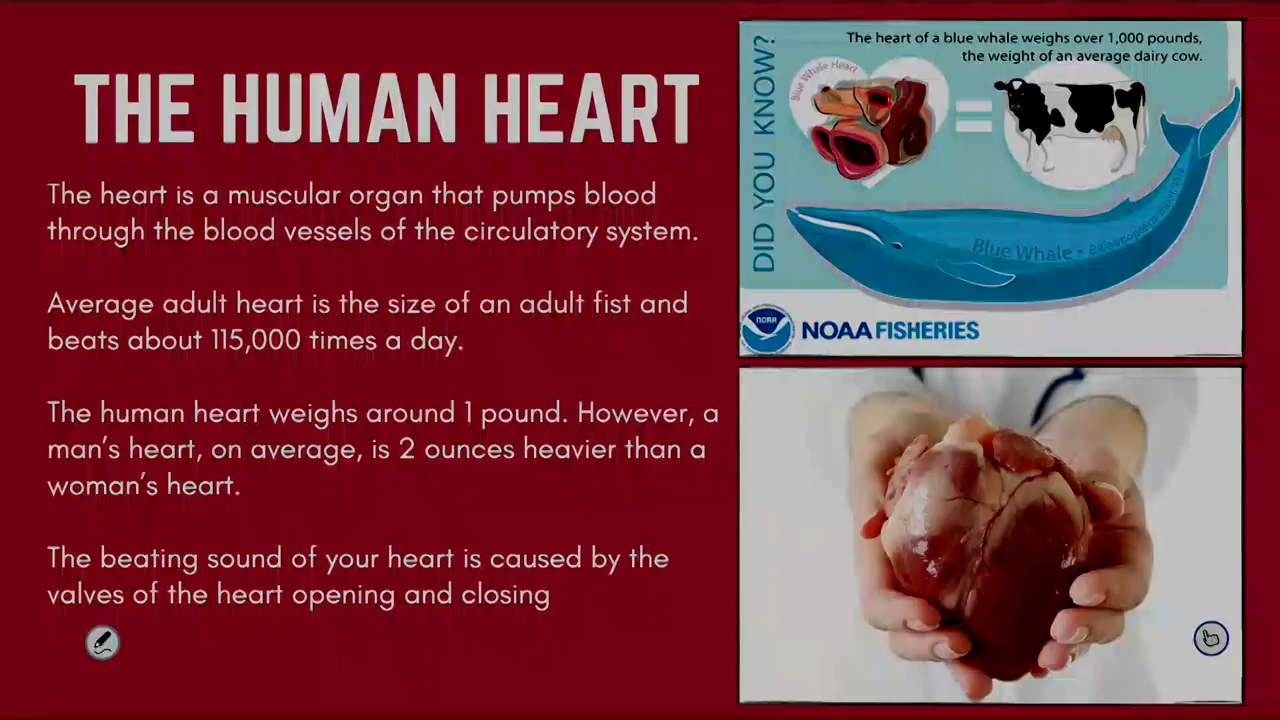 THE HUMAN HEART
The heart is a muscular organ that pumps blood
through the blood vessels of the circulatory system.
Average adult heart is the size of an adult fist and
beats about 115,000 times a day.
The human heart weighs around 1 pound. However, a
man's heart, on average, is 2 ounces heavier than a
woman's heart.
The beating sound of your heart is caused by the
valves of the heart opening and closing
DID YOU KNOW?
The heart of a blue whale weighs over 1,000 pounds,
the weight of an average dairy cow.
Blue Whale Heart
=
Blue Whale • Balaenoptera musculus
NOAA
NOAA FISHERIES